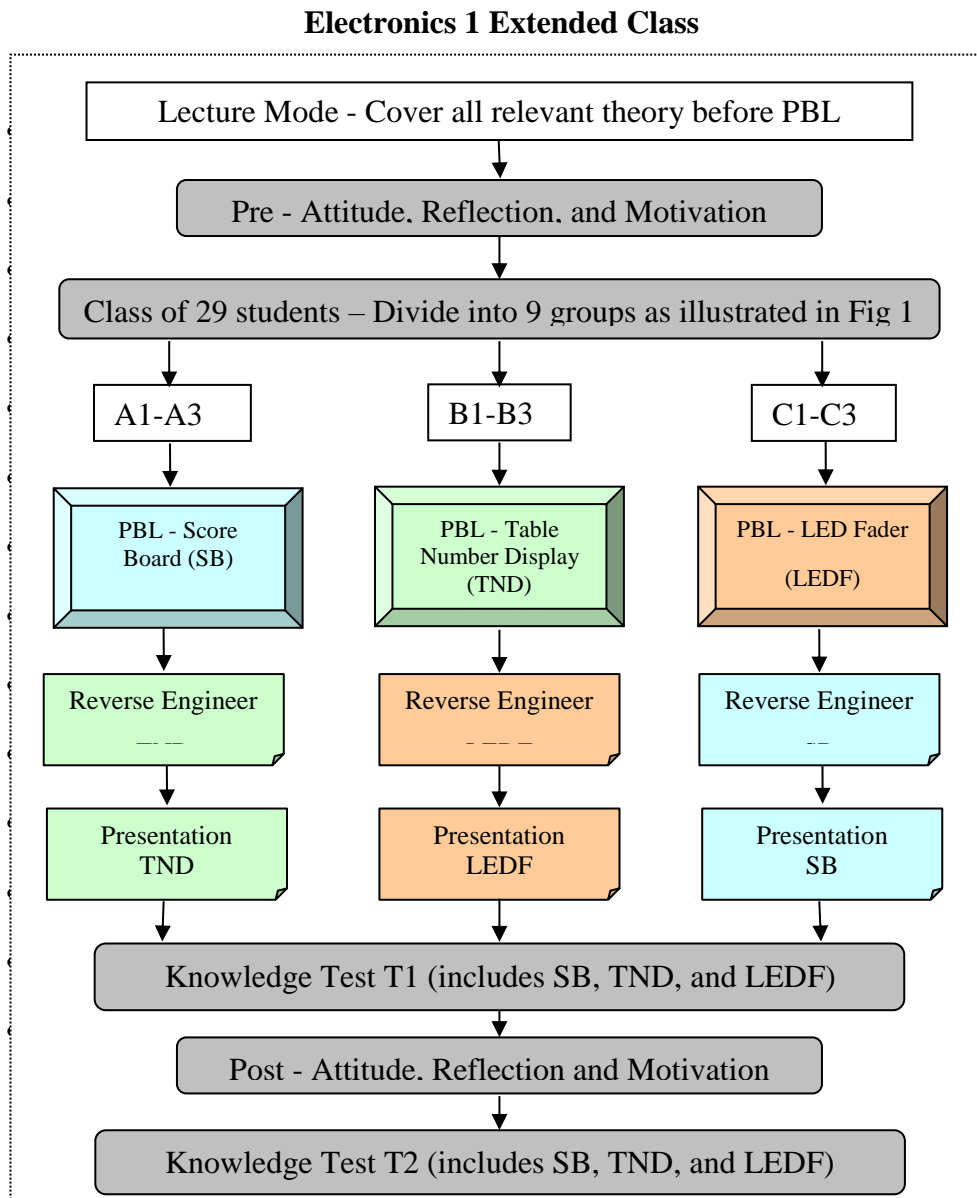 Electronics 1 Extended Class
Lecture Mode - Cover all relevant theory before PBL
Pre - Attitude, Reflection, and Motivation
Class of 29 students – Divide into 9 groups as illustrated in Fig 1
A1-A3
B1-B3
C1-C3
PBL - Score
Board (SB)
PBL - Table
Number Display
(TND)
PBL - LED Fader
(LEDF)
Reverse Engineer
Reverse Engineer
Reverse Engineer
Presentation
TND
Presentation
LEDF
Presentation
SB
Knowledge Test T1 (includes SB, TND, and LEDF)
Post - Attitude, Reflection and Motivation
Knowledge Test T2 (includes SB, TND, and LEDF)